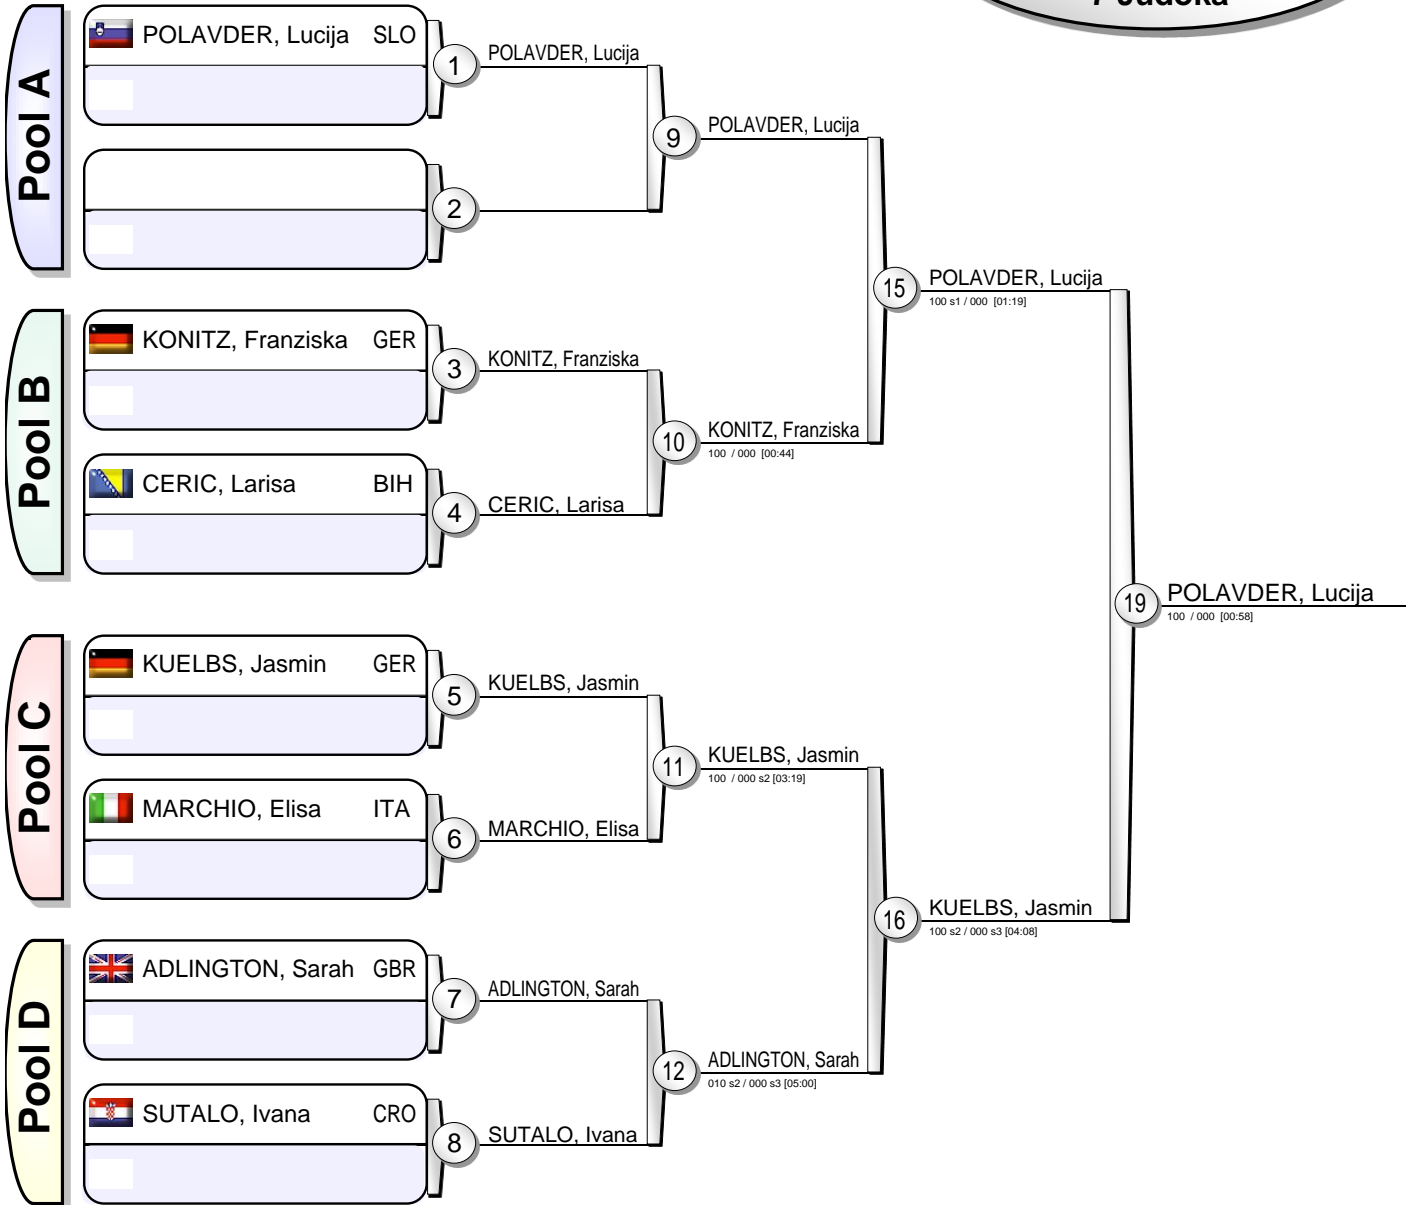 7 Judoka
Pool A
POLAVDER, Lucija SLO
1
POLAVDER, Lucija
2
9
POLAVDER, Lucija
Pool B
KONITZ, Franziska GER
3
KONITZ, Franziska
CERIC, Larisa BIH
4
CERIC, Larisa
10
KONITZ, Franziska
100 / 000 [00:44]
15
POLAVDER, Lucija
100 s1 / 000 [01:19]
Pool C
KUELBS, Jasmin GER
5
KUELBS, Jasmin
MARCHIO, Elisa ITA
6
MARCHIO, Elisa
11
KUELBS, Jasmin
100 / 000 s2 [03:19]
Pool D
ADLINGTON, Sarah GBR
7
ADLINGTON, Sarah
SUTALO, Ivana CRO
8
SUTALO, Ivana
12
ADLINGTON, Sarah
010 s2 / 000 s3 [05:00]
16
KUELBS, Jasmin
100 s2 / 000 s3 [04:08]
19
POLAVDER, Lucija
100 / 000 [00:58]